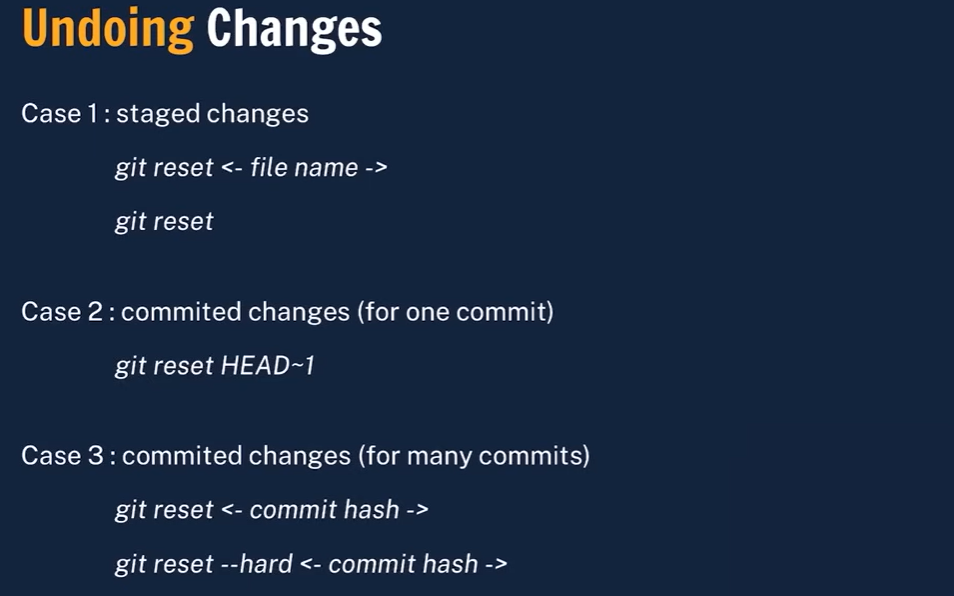 Undoing Changes
Case 1 : staged changes
git reset <- file name ->
git reset
Case 2 : commited changes (for one commit)
git reset HEAD~1
Case 3 : commited changes (for many commits)
git reset <- commit hash ->
git reset --hard <- commit hash ->